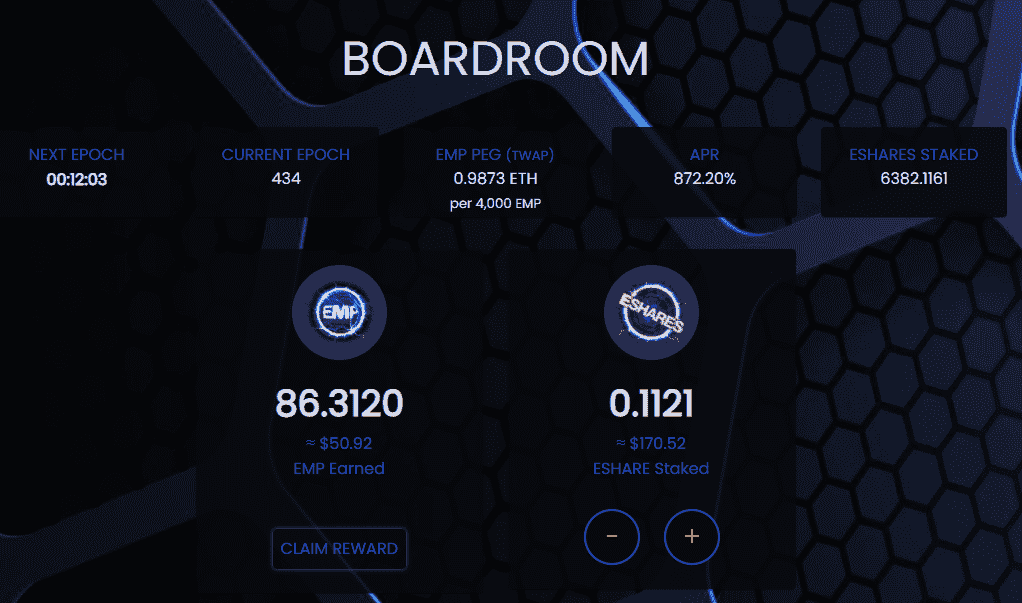 BOARDROOM
NEXT EPOCH
00:12:03
CURRENT EPOCH
434
EMP PEG (TWAP)
0.9873 ETH
per 4,000 EMP
APR
872.20%
ESHARES STAKED
6382.1161
EMP
86.3120
≈ $50.92
EMP Earned
CLAIM REWARD
ESHARES
0.1121
≈ $170.52
ESHARE Staked
− +